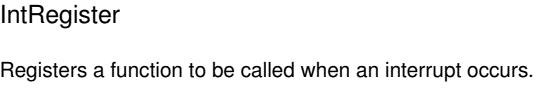 IntRegister
Registers a function to be called when an interrupt occurs.